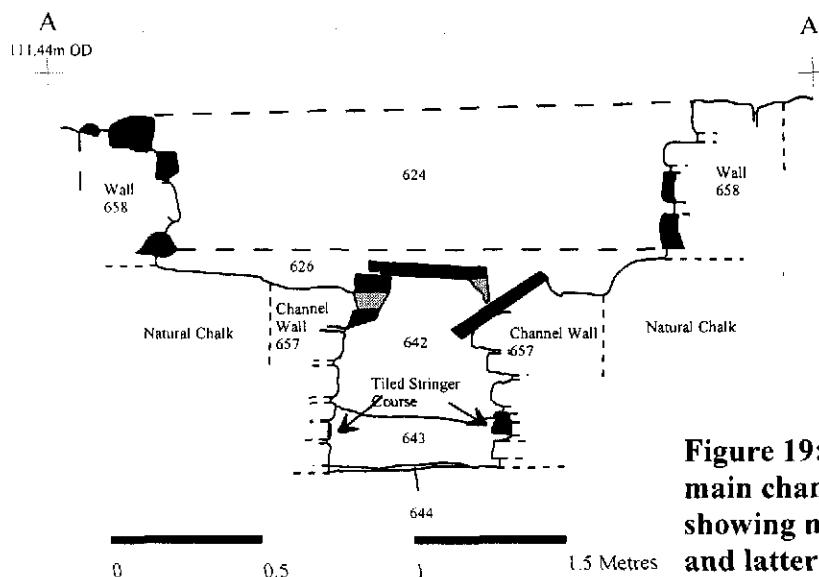 A A
111.44m OD
624
Wall
658
Wall
658
626
Natural Chalk
Channel
Wall
657
642
Channel Wall
657
Natural Chalk
Tiled Stringer
Course
643
644
Figure 19:
main chan
showing n
and latter
0 0.5 1 1.5 Metres